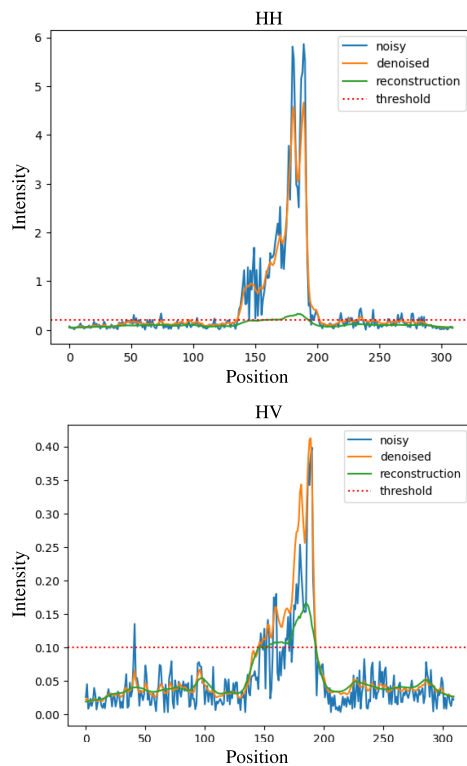 HH
noisy
denoised
reconstruction
threshold
6
5
4
3
2
1
0
Intensity
0 50 100 150 200 250 300
Position
HV
noisy
denoised
reconstruction
threshold
0.40
0.35
0.30
0.25
0.20
0.15
0.10
0.05
0.00
Intensity
0 50 100 150 200 250 300
Position